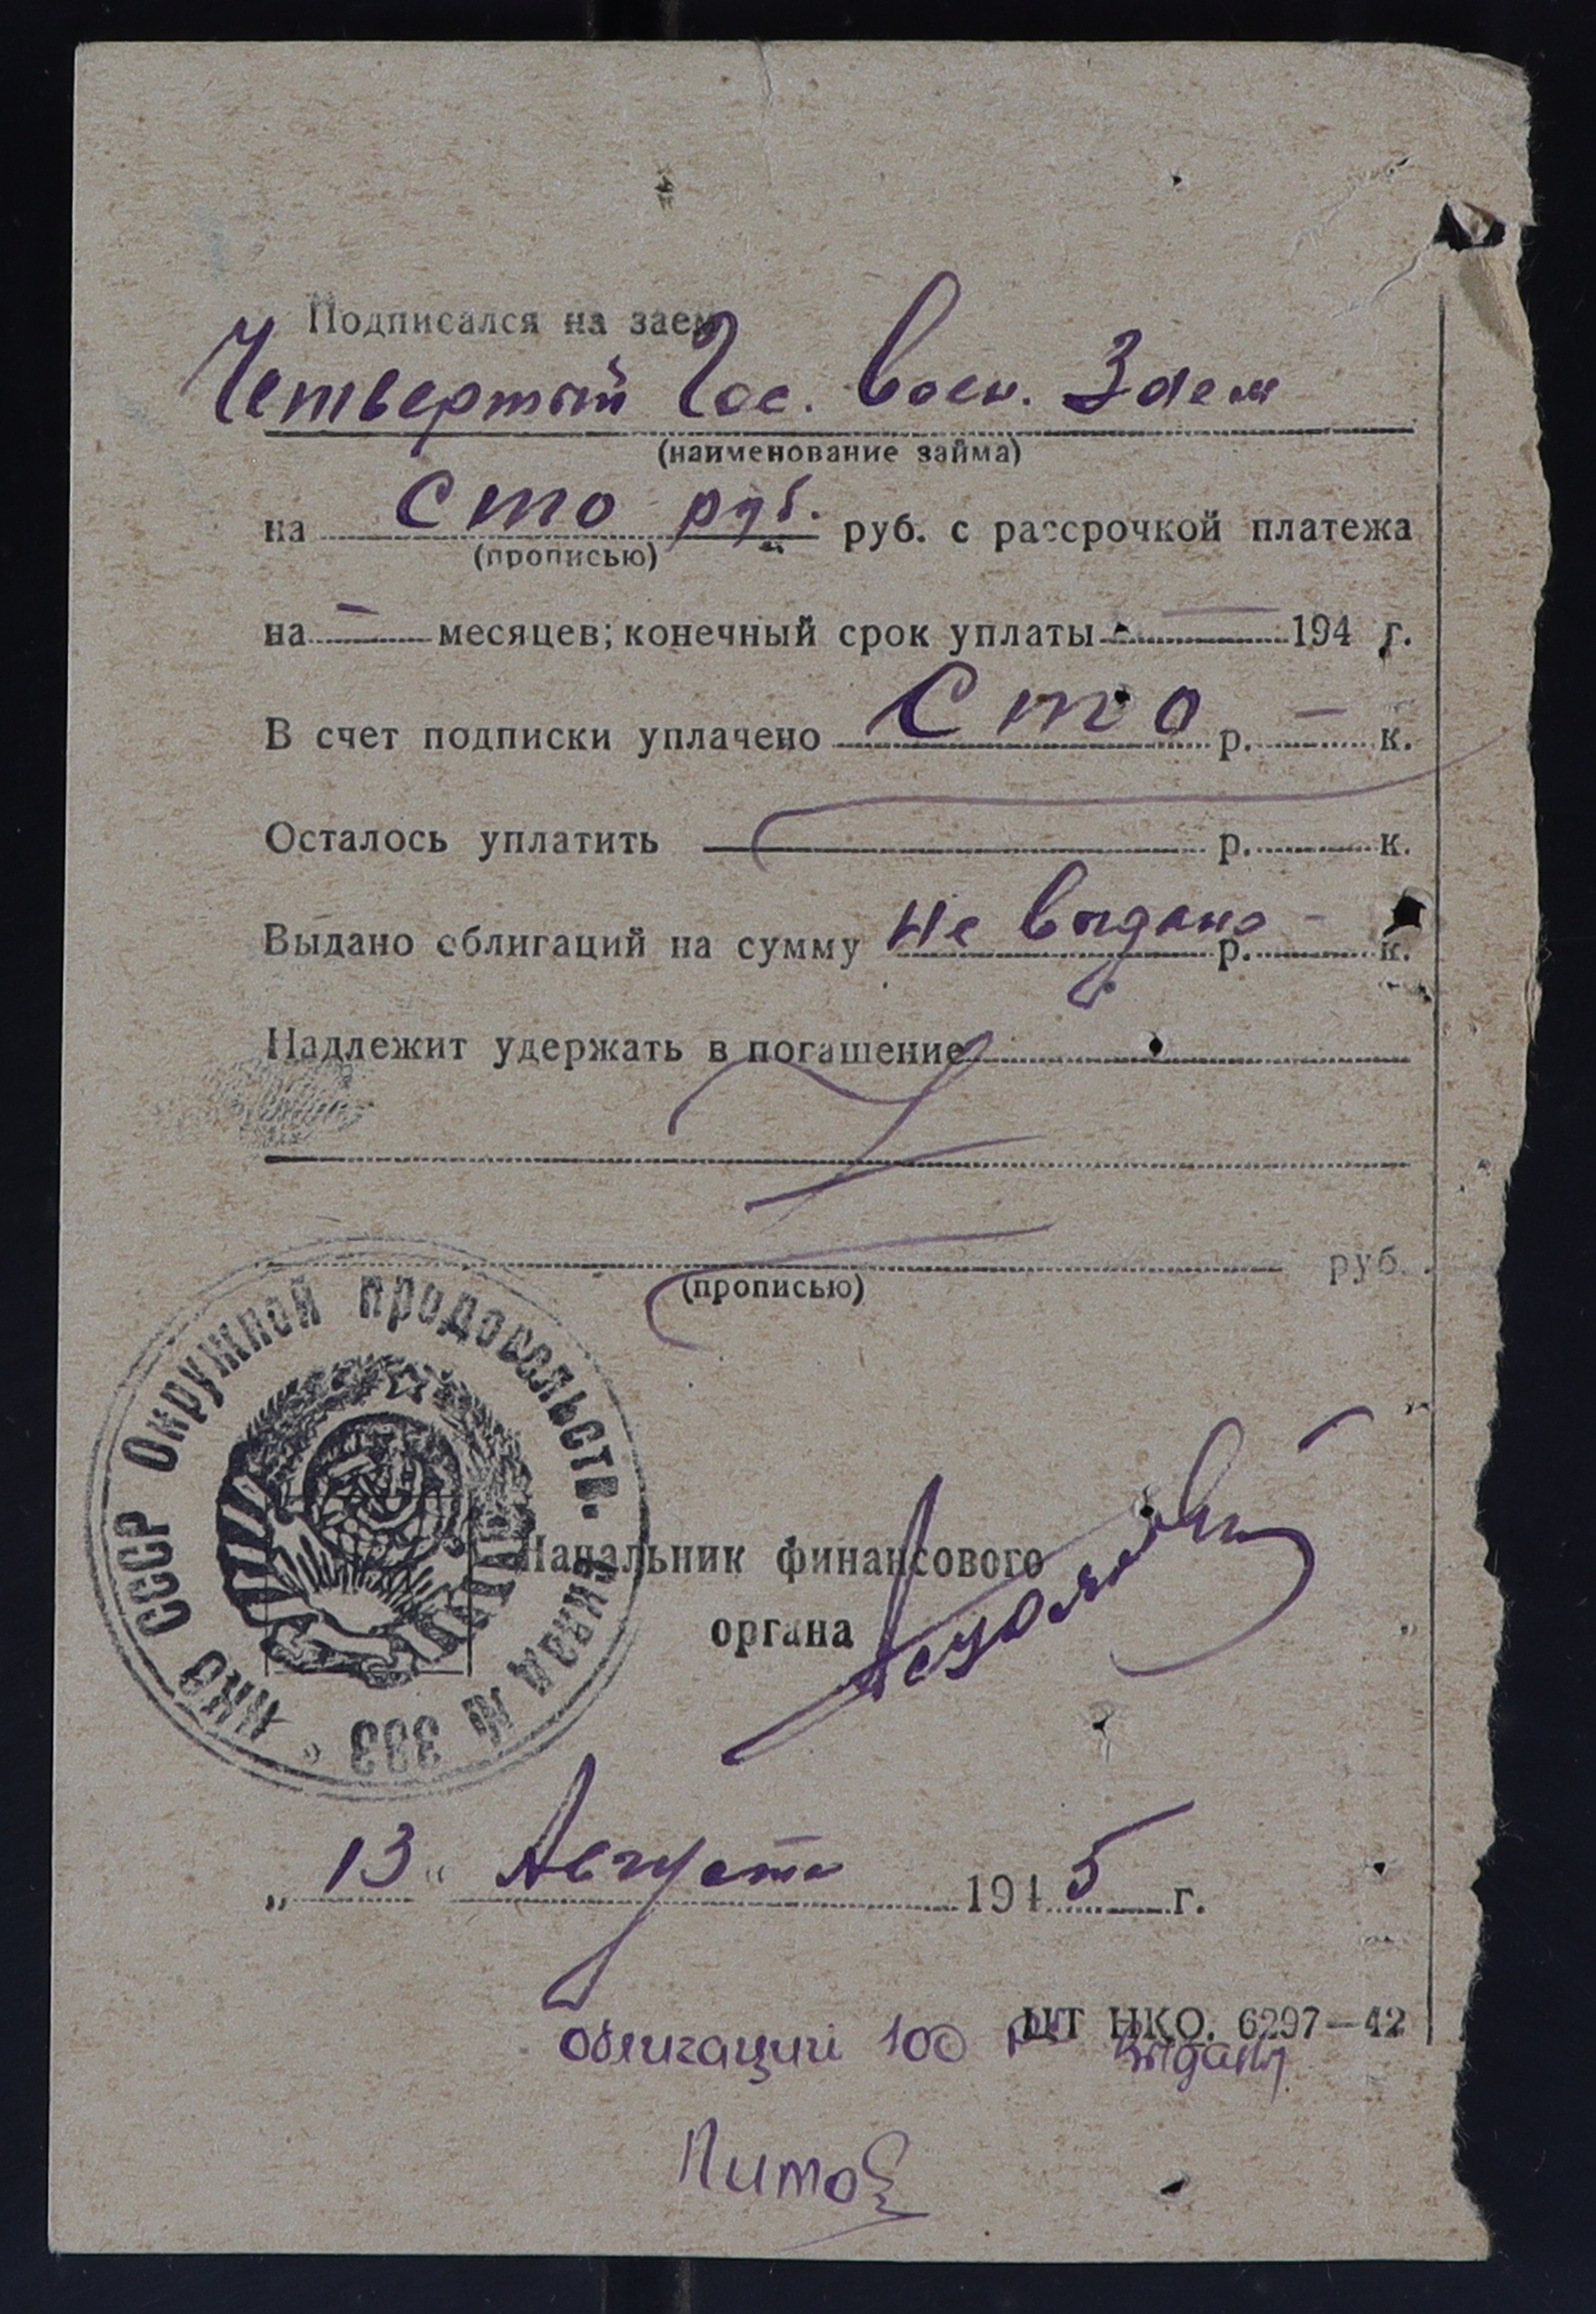 Подписался на заем
Четвертый Гос. Воен. Заем
(наименование займа)
на сто руб. руб. с рассрочкой платежа
(прописью)
на — месяцев; конечный срок уплаты — 194 г.
В счет подписки уплачено Сто р. — к.
Осталось уплатить р. к.
Выдано облигаций на сумму не выдано р. — к.
Надлежит удержать в погашение
руб.
(прописью)
НКО СССР Окружной продовольств. склад № 383
Начальник финансового
органа
„13“ Августа 1945 г.
ЦТ НКО. 6297—42
Облигации 100 выданы